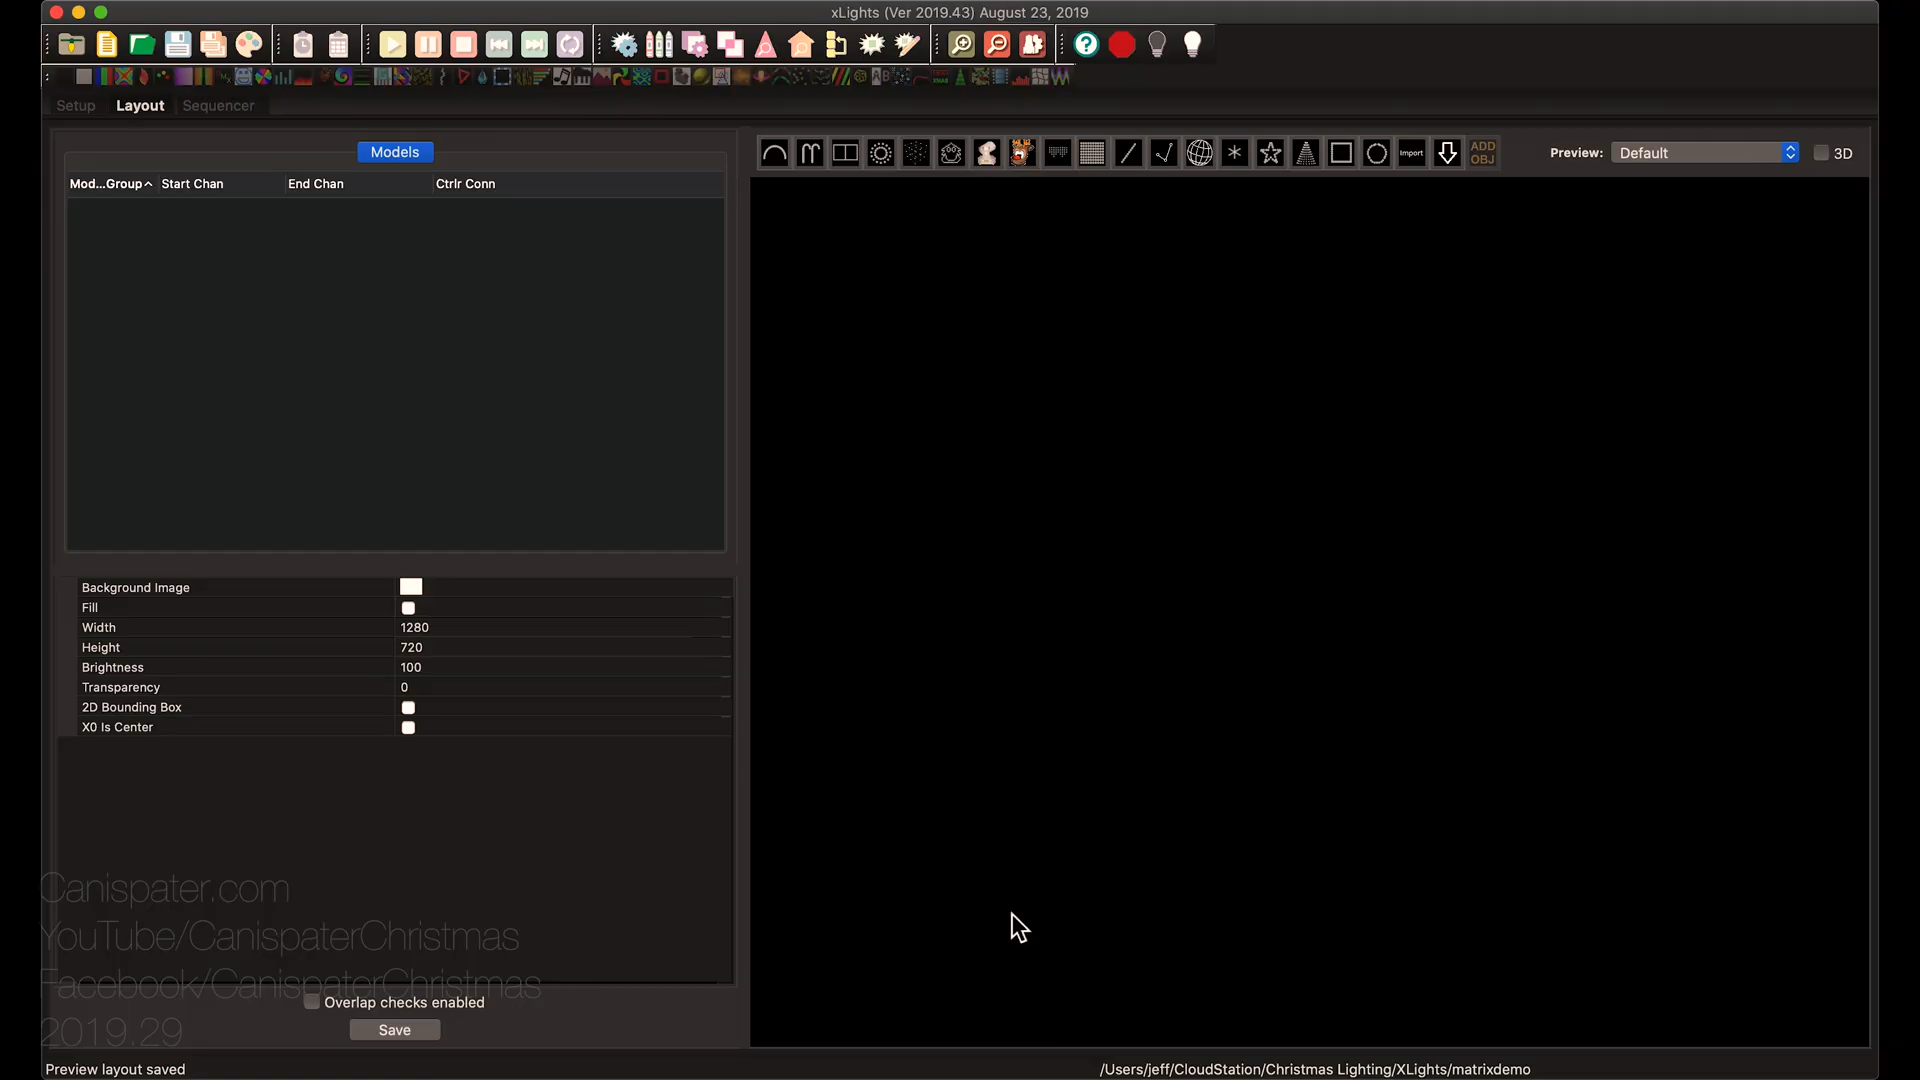 xLights (Ver 2019.43) August 23, 2019
Setup Layout Sequencer
Models
Mod...Group Start Chan End Chan Ctrlr Conn
Import
ADD OBJ
Preview: Default 3D
Background Image
Fill
Width 1280
Height 720
Brightness 100
Transparency 0
2D Bounding Box
X0 Is Center
Canispater.com
YouTube/CanispaterChristmas
Facebook/CanispaterChristmas
Overlap checks enabled
2019.29
Save
Preview layout saved
/Users/jeff/CloudStation/Christmas Lighting/XLights/matrixdemo